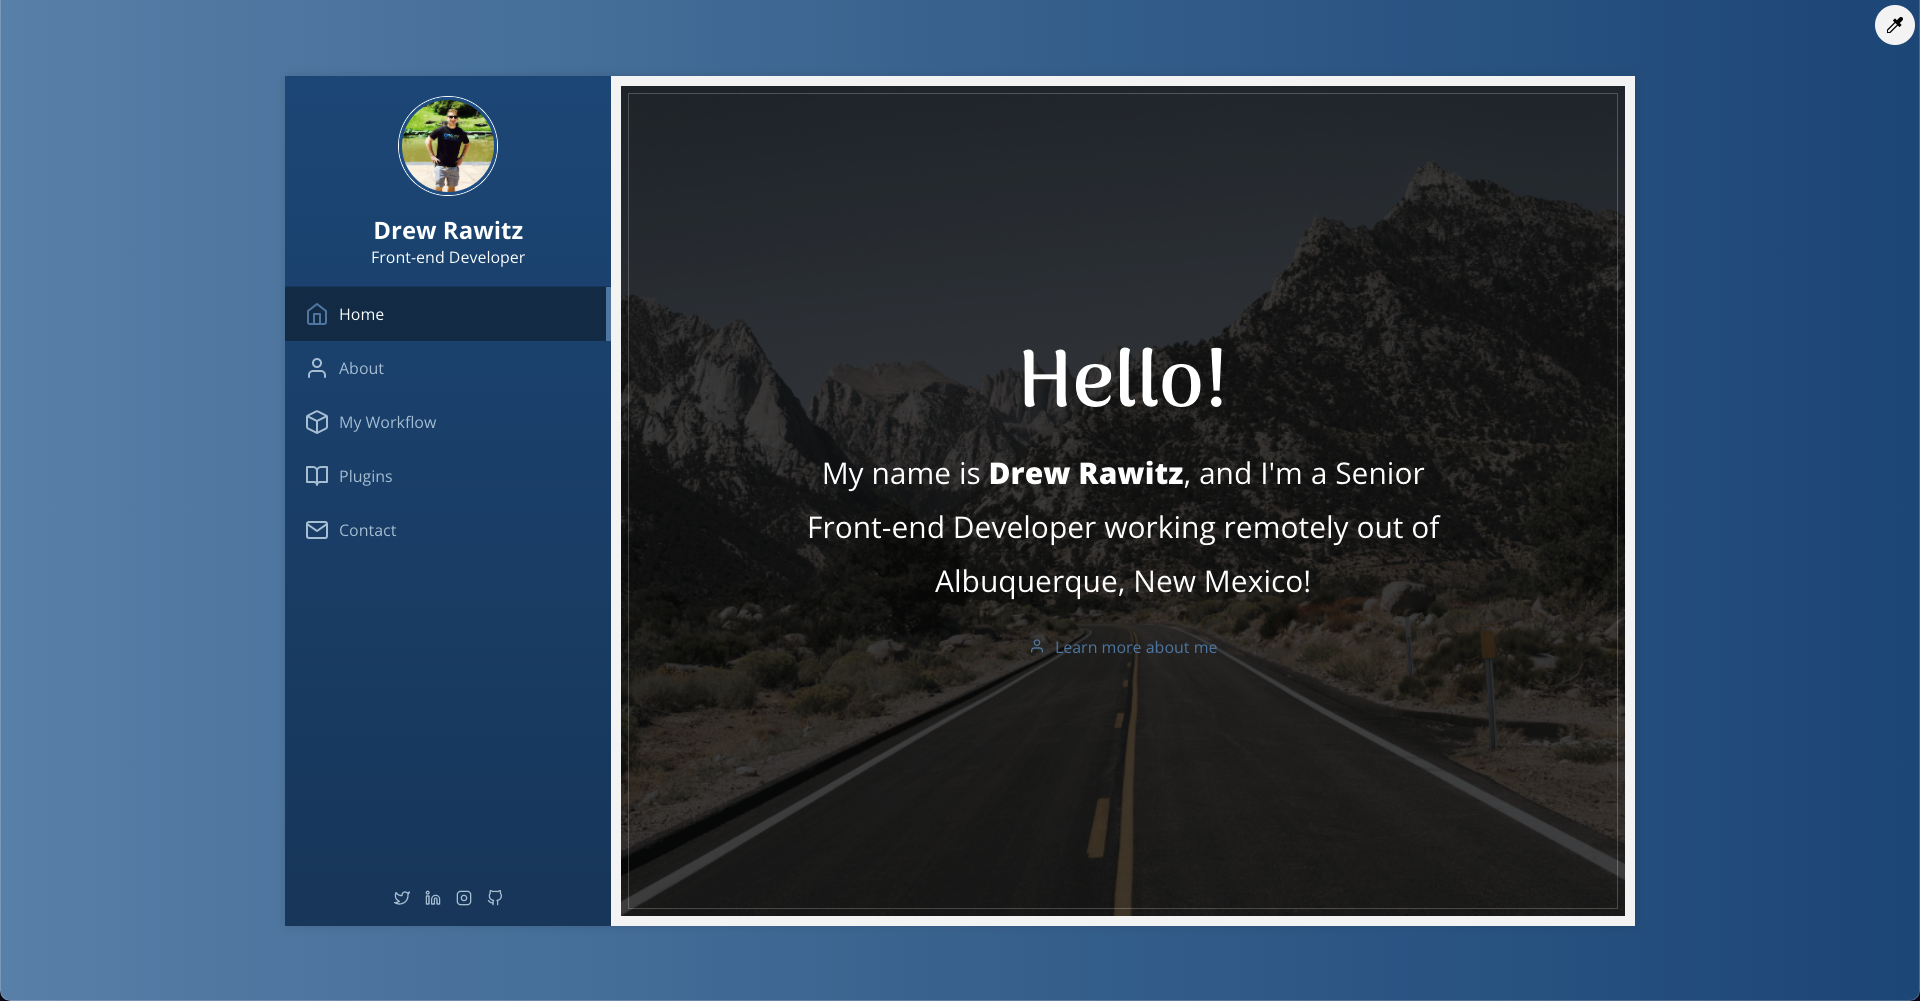 Drew Rawitz
Front-end Developer
Home
About
My Workflow
Plugins
Contact
Hello!
My name is Drew Rawitz, and I'm a Senior
Front-end Developer working remotely out of
Albuquerque, New Mexico!
Learn more about me